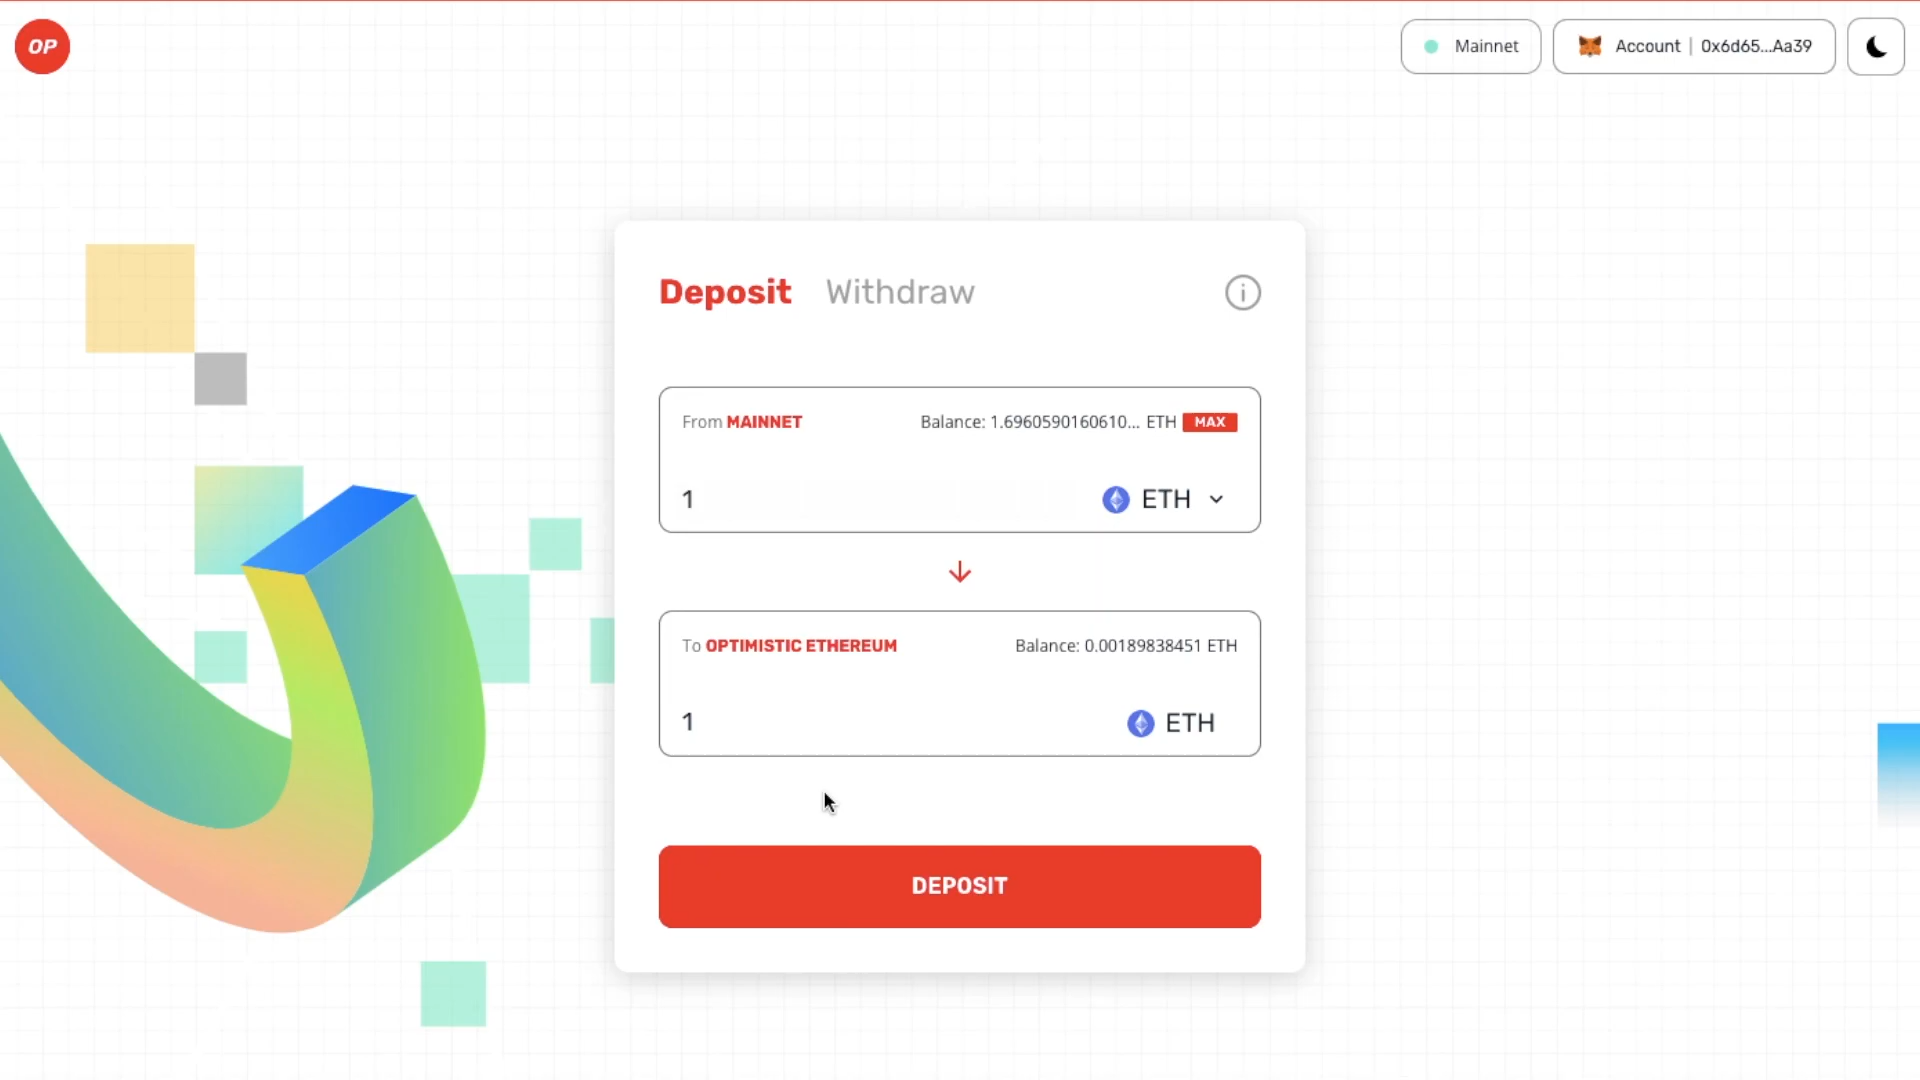 OP
Mainnet
Account | 0x6d65...Aa39
Deposit Withdraw
From MAINNET Balance: 1.6960590160610... ETH MAX
1 ETH
To OPTIMISTIC ETHEREUM Balance: 0.00189838451 ETH
1 ETH
DEPOSIT